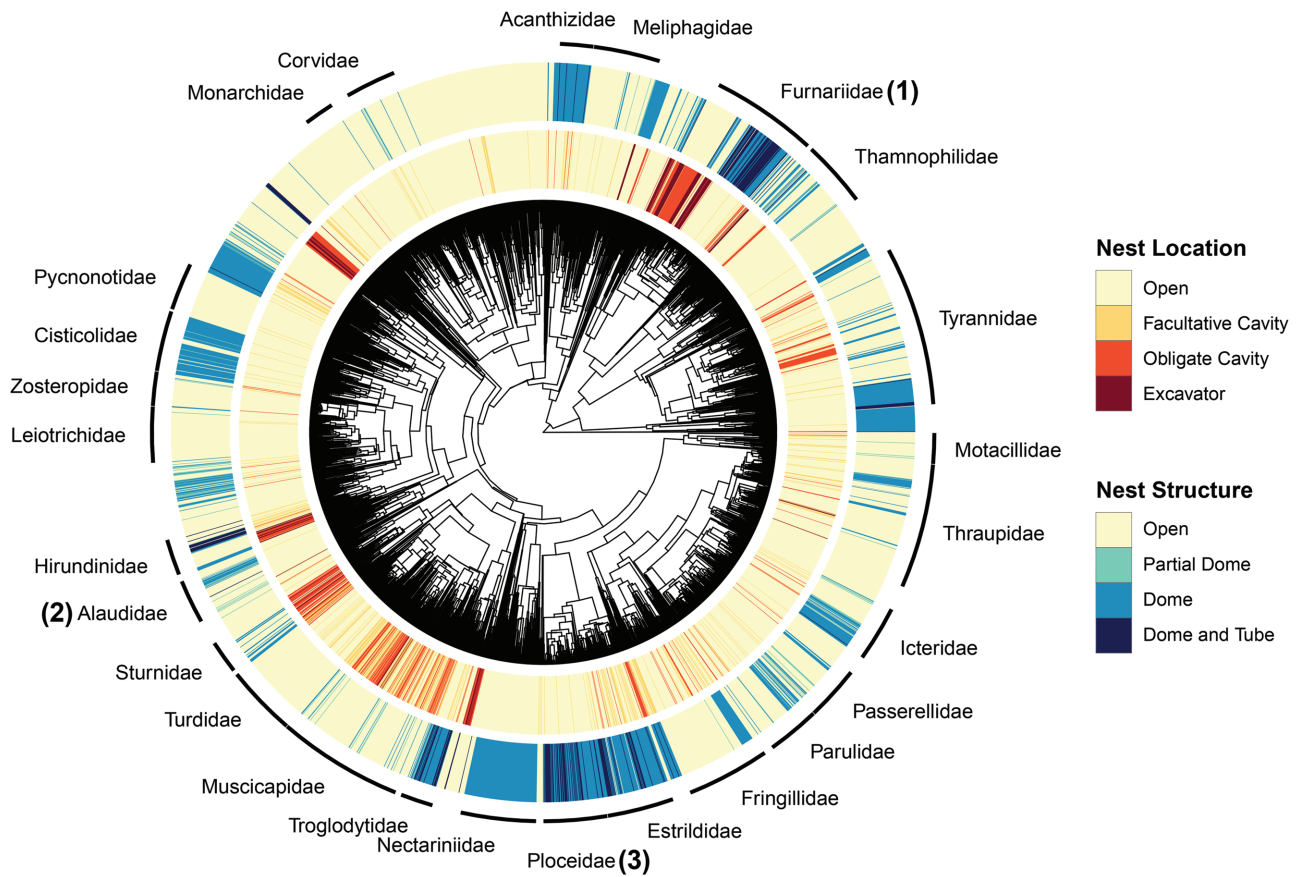 Acanthizidae
Meliphagidae
Corvidae
Monarchidae
Furnariidae (1)
Thamnophilidae
Pycnonotidae
Cisticolidae
Zosteropidae
Leiotrichidae
Tyrannidae
Motacillidae
Thraupidae
Hirundinidae
(2) Alaudidae
Sturnidae
Turdidae
Muscicapidae
Troglodytidae
Nectariniidae
Ploceidae (3)
Estrildidae
Fringillidae
Parulidae
Passerellidae
Icteridae
Nest Location
Open
Facultative Cavity
Obligate Cavity
Excavator
Nest Structure
Open
Partial Dome
Dome
Dome and Tube